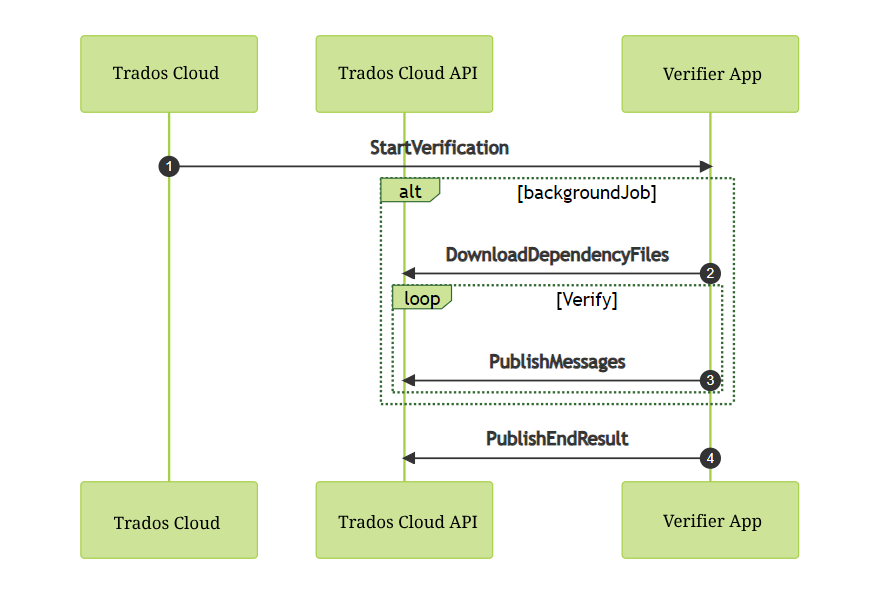 Trados Cloud
Trados Cloud API
Verifier App
StartVerification
1
alt
[backgroundJob]
DownloadDependencyFiles
2
loop
[Verify]
PublishMessages
3
PublishEndResult
4
Trados Cloud
Trados Cloud API
Verifier App